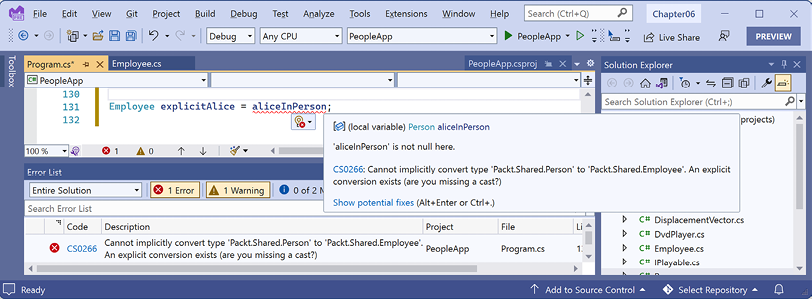 File Edit View Git Project Build Debug Test Analyze Tools Extensions Window Help Search (Ctrl+Q) Chapter06
Debug Any CPU PeopleApp PeopleApp Live Share PREVIEW
Toolbox
Program.cs* Employee.cs PeopleApp.csproj
PeopleApp
130
131 Employee explicitAlice = aliceInPerson;
132
(local variable) Person aliceInPerson
'aliceInPerson' is not null here.
CS0266: Cannot implicitly convert type 'Packt.Shared.Person' to 'Packt.Shared.Employee'. An explicit
conversion exists (are you missing a cast?)
Show potential fixes (Alt+Enter or Ctrl+.)
100 % 1 0
Error List
Entire Solution 1 Error 1 Warning 0 of 2 M
Search Error List
Code Description Project File Li
CS0266 Cannot implicitly convert type 'Packt.Shared.Person' to 'Packt.Shared.Employee'. PeopleApp Program.cs 1
An explicit conversion exists (are you missing a cast?)
Solution Explorer
Search Solution Explorer (Ctrl+;)
projects)
DisplacementVector.cs
DvdPlayer.cs
Employee.cs
IPlayable.cs
Ready Add to Source Control Select Repository